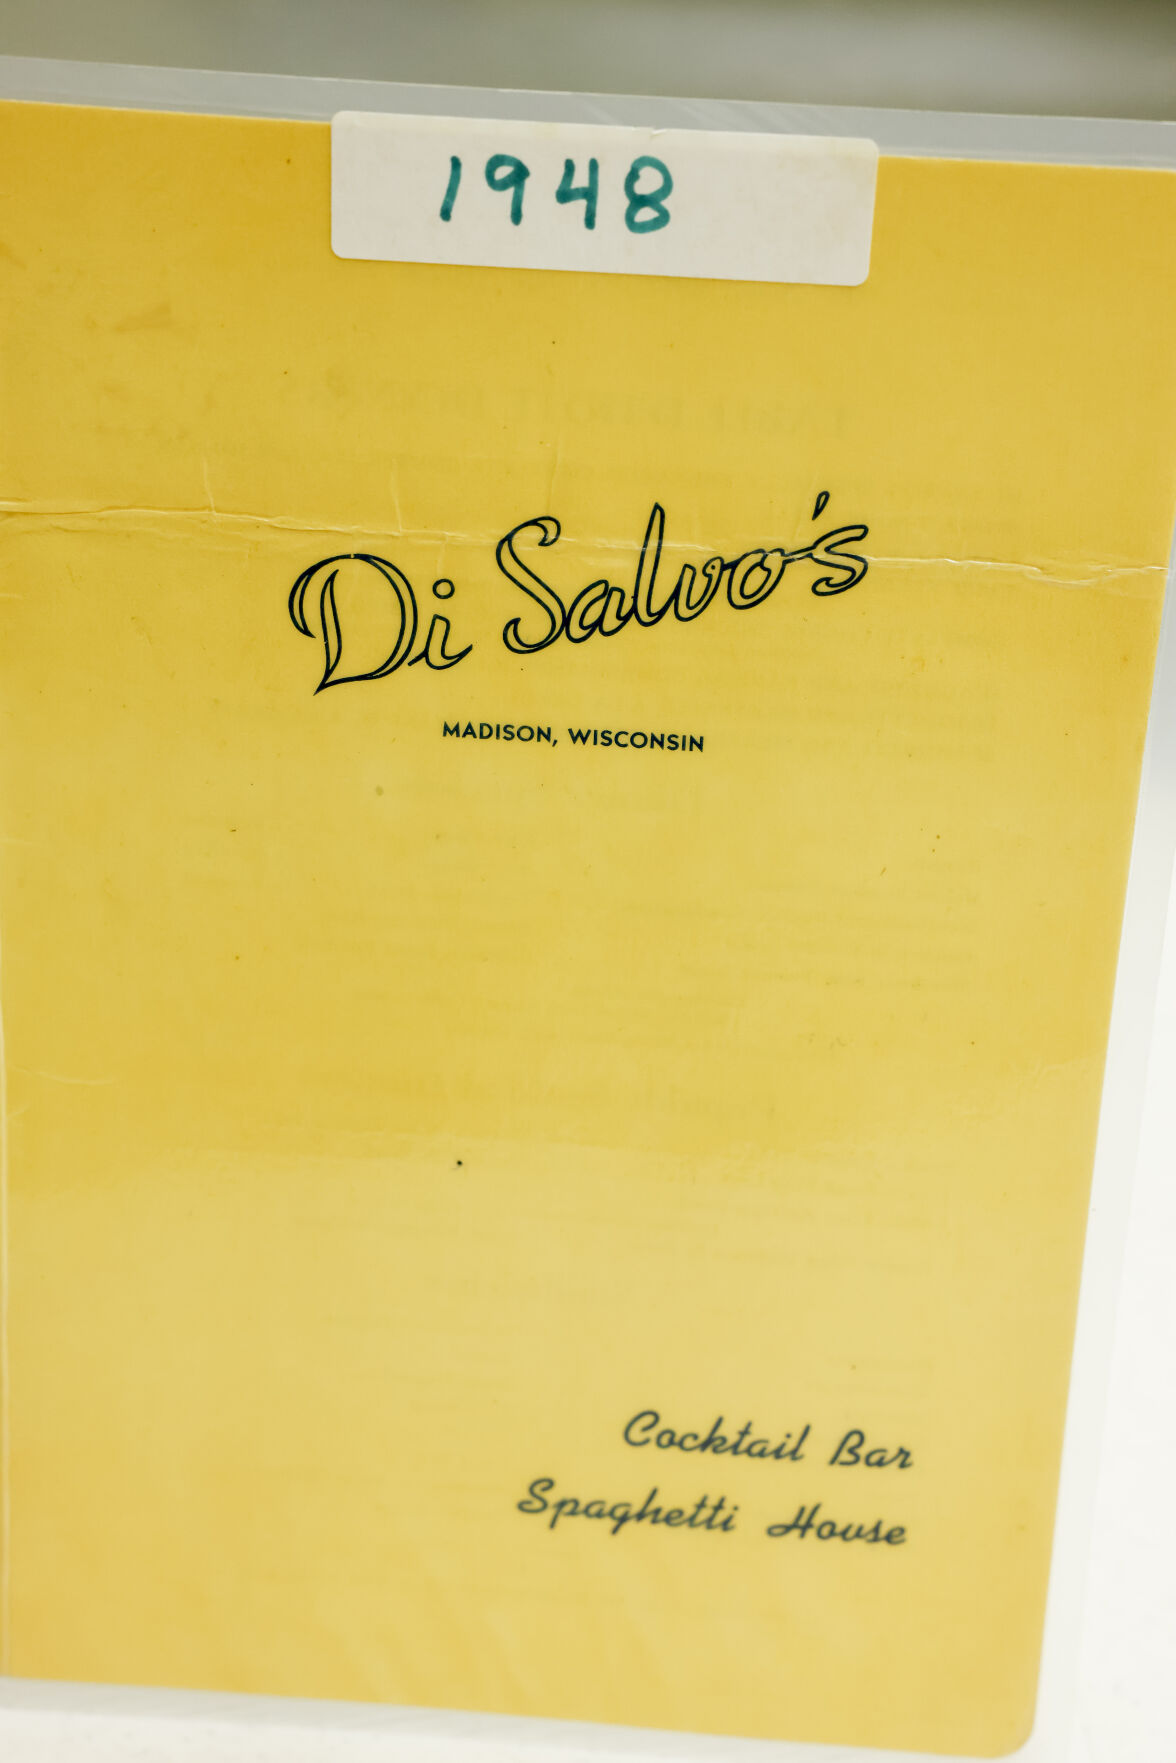 1948
Di Salvo's
MADISON, WISCONSIN
Cocktail Bar
Spaghetti House